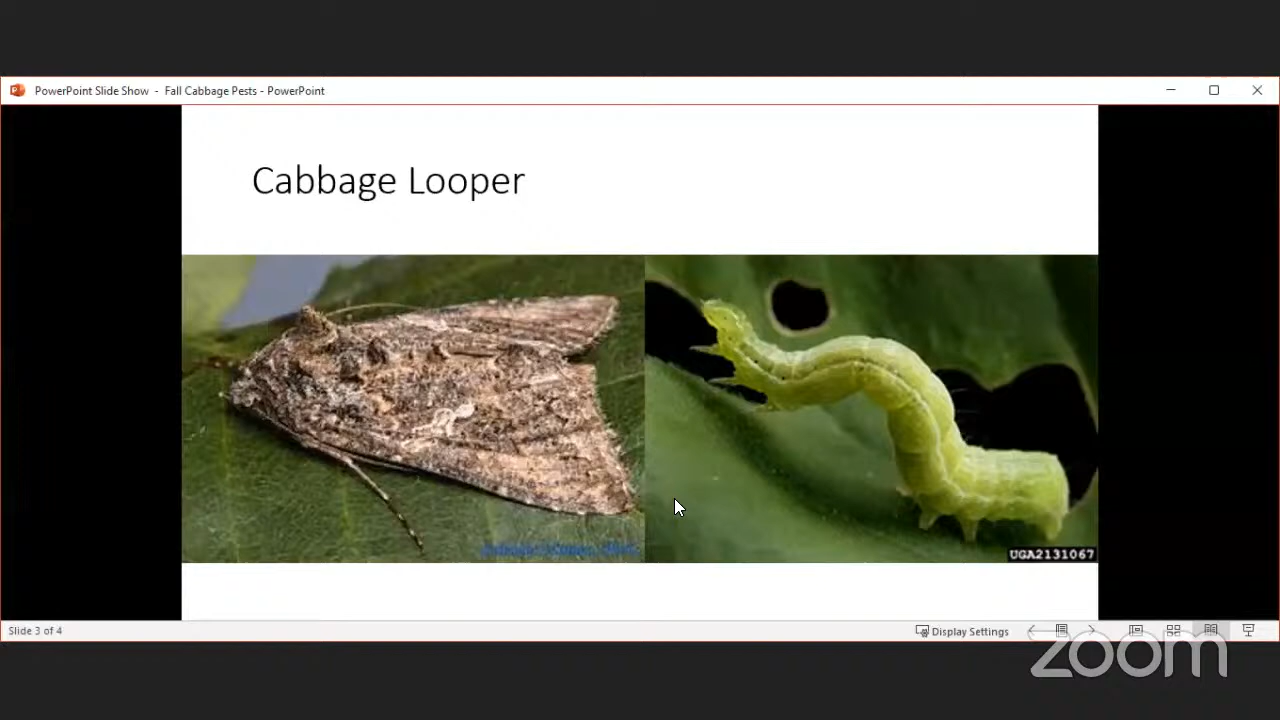 PowerPoint Slide Show - Fall Cabbage Pests - PowerPoint
Cabbage Looper
UGA2131067
Slide 3 of 4
Display Settings
zoom